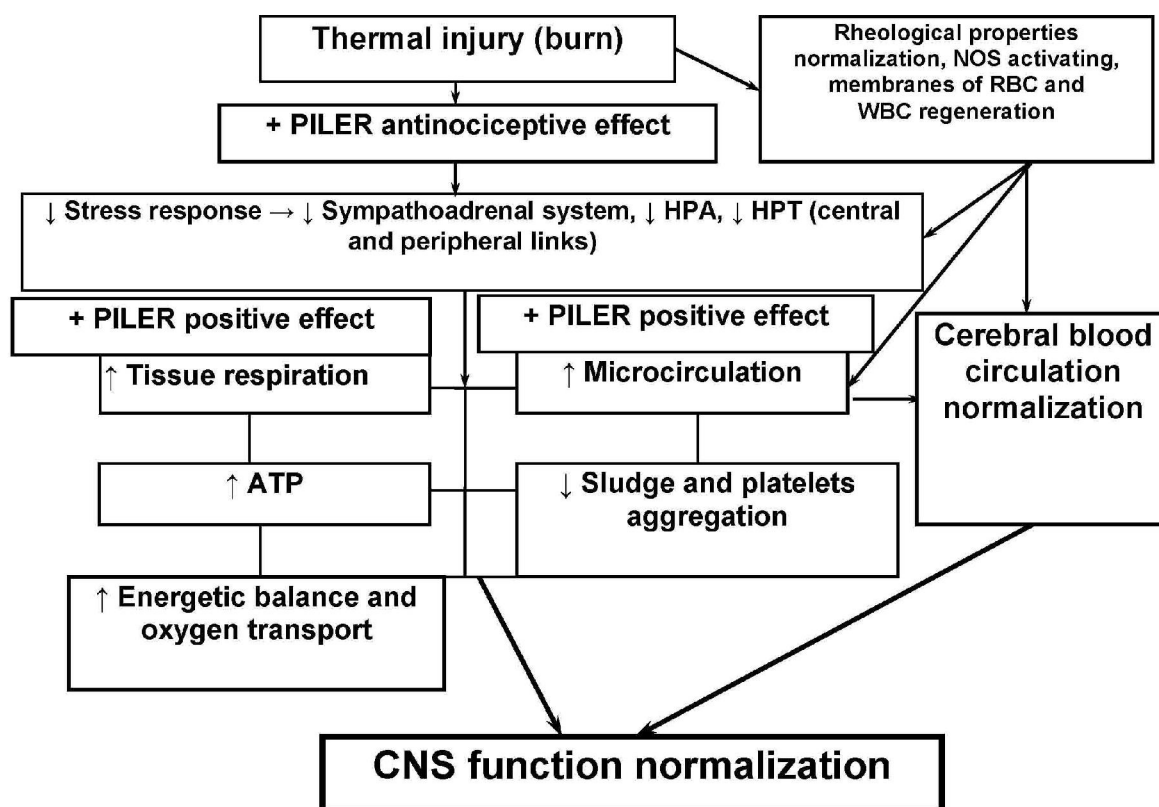 Thermal injury (burn)
Rheological properties
normalization, NOS activating,
membranes of RBC and
WBC regeneration
+ PILER antinociceptive effect
↓ Stress response → ↓ Sympathoadrenal system, ↓ HPA, ↓ HPT (central
and peripheral links)
+ PILER positive effect
+ PILER positive effect
↑ Tissue respiration
↑ Microcirculation
Cerebral blood
circulation
normalization
↑ ATP
↓ Sludge and platelets
aggregation
↑ Energetic balance and
oxygen transport
CNS function normalization